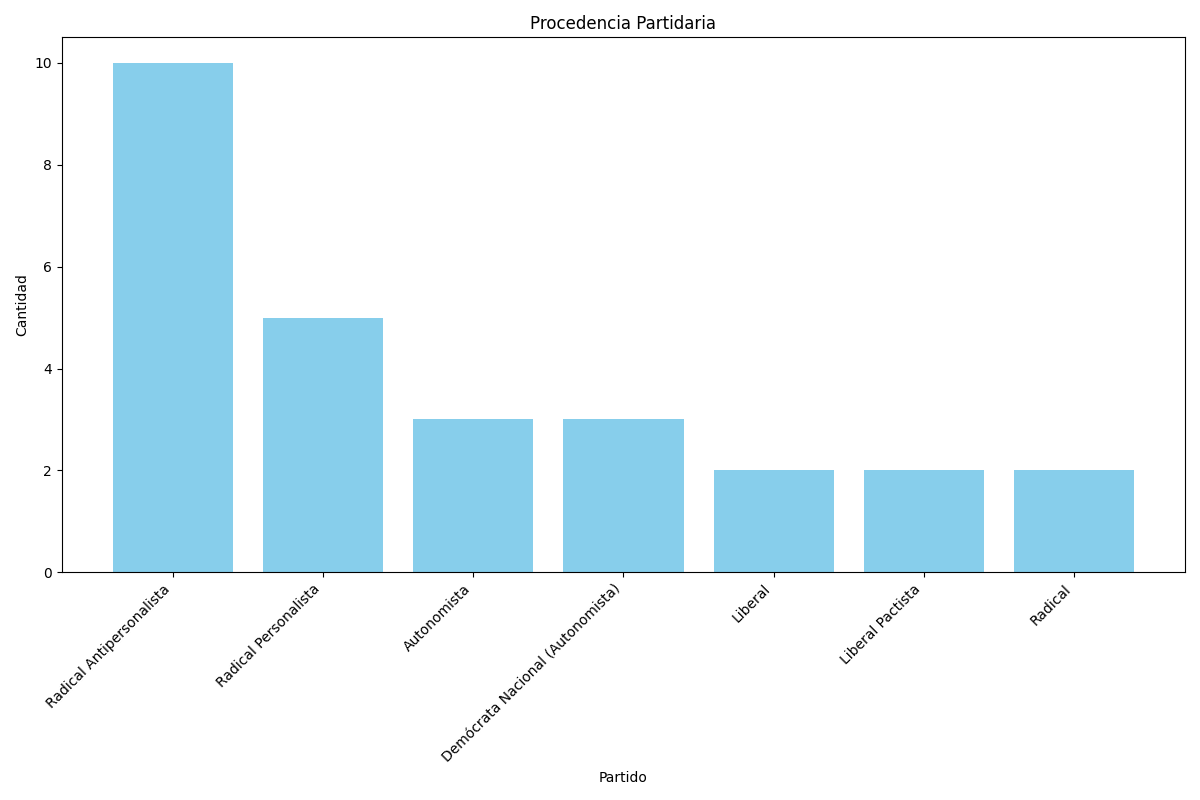 Procedencia Partidaria
Cantidad
10
8
6
4
2
0
Radical Antipersonalista
Radical Personalista
Autonomista
Demócrata Nacional (Autonomista)
Liberal
Liberal Pactista
Radical
Partido